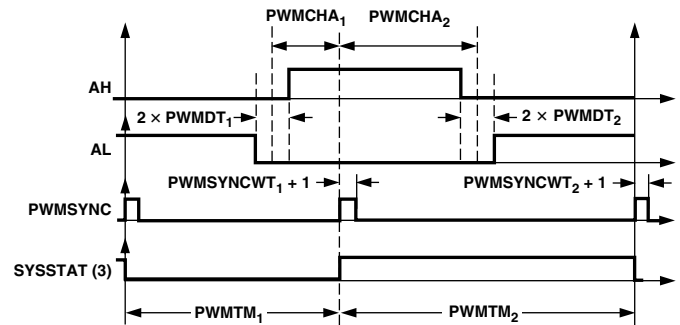 PWMCHA₁ PWMCHA₂
AH
2 × PWMDT₁ 2 × PWMDT₂
AL
PWMSYNCWT₁ + 1 PWMSYNCWT₂ + 1
PWMSYNC
SYSSTAT (3)
PWMTM₁ PWMTM₂